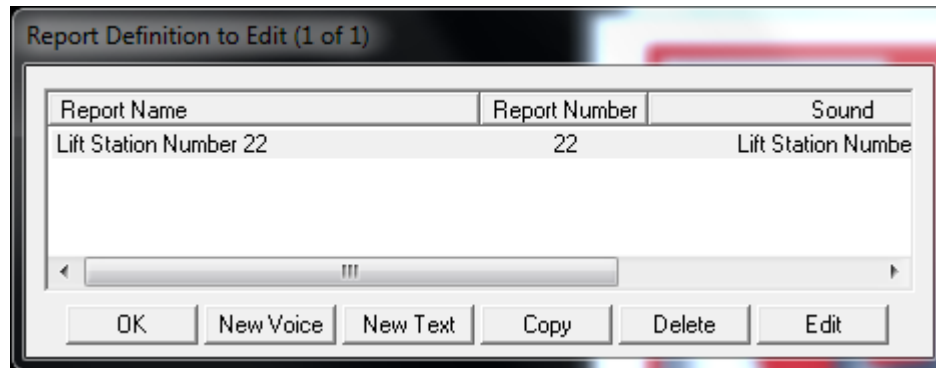 Report Definition to Edit (1 of 1)
Report Name Report Number Sound
Lift Station Number 22 22 Lift Station Numbe
OK New Voice New Text Copy Delete Edit